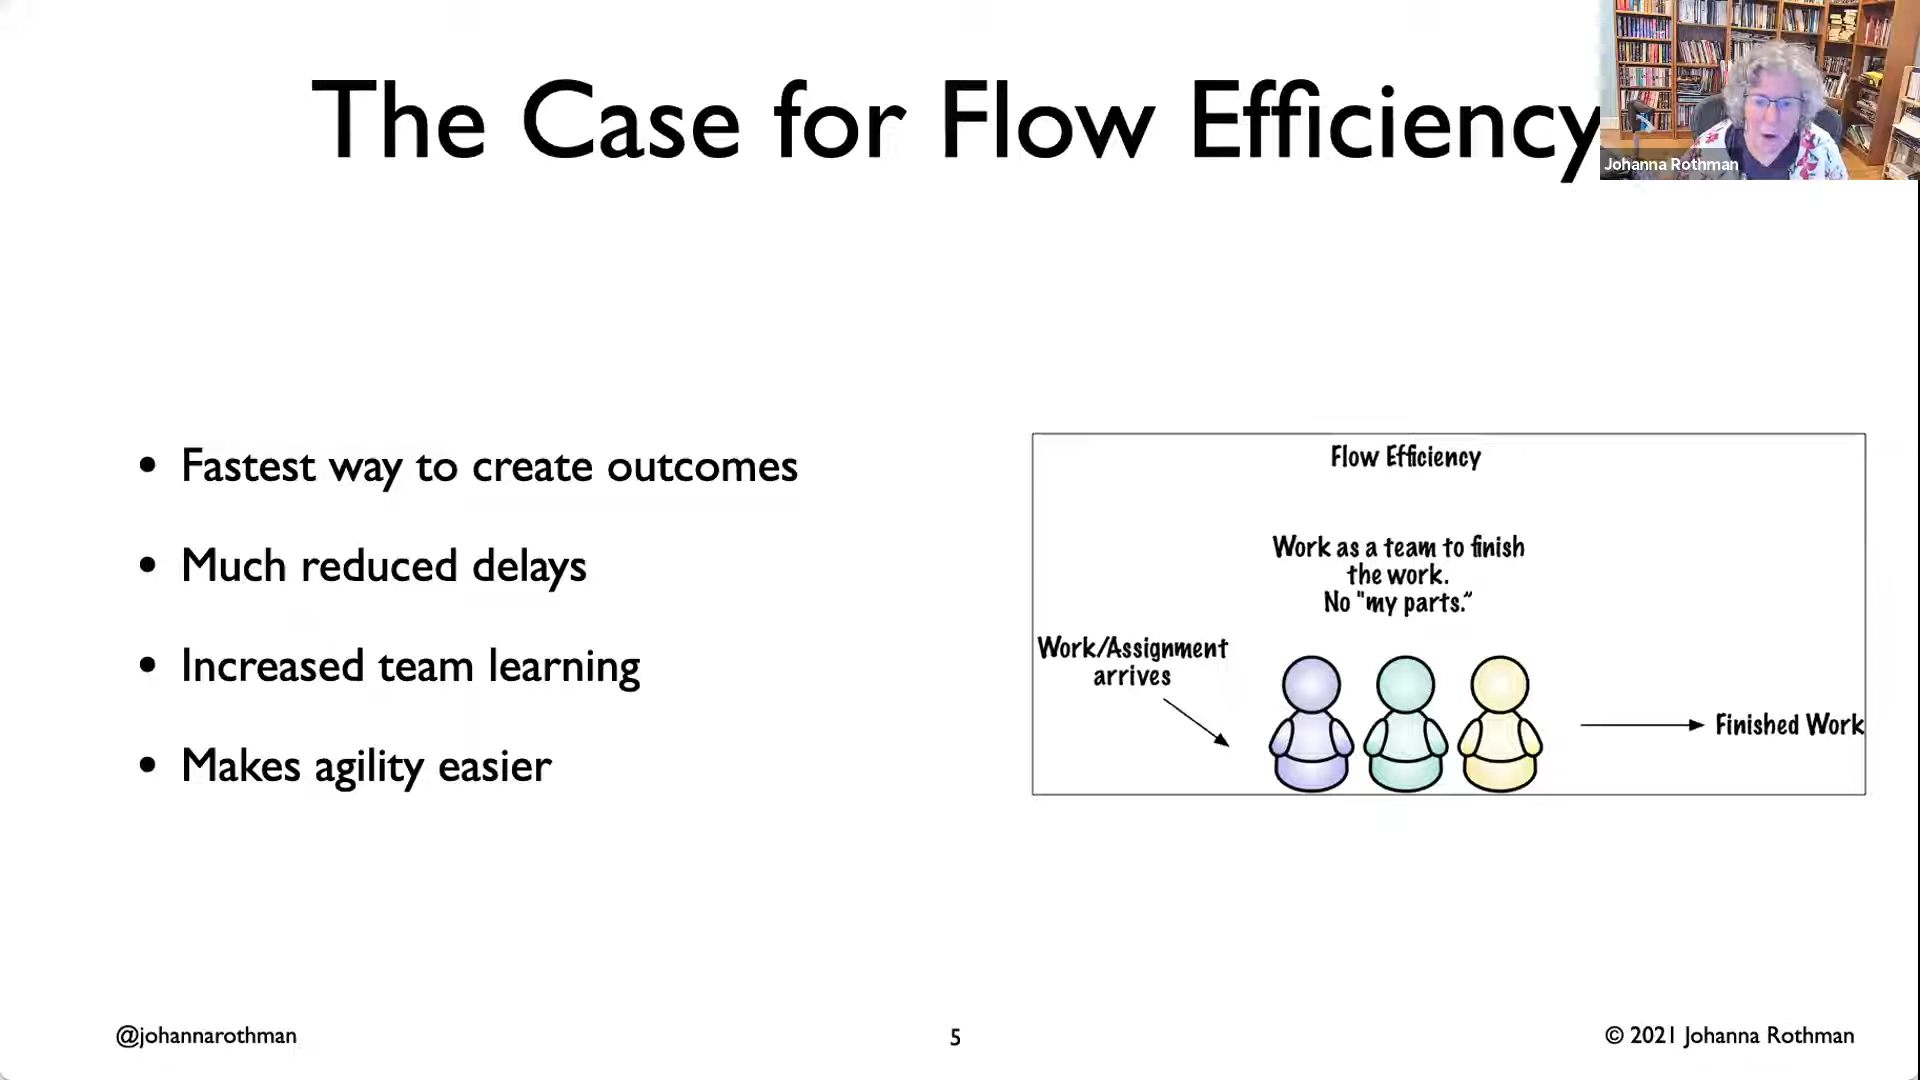 The Case for Flow Efficiency
Johanna Rothman
• Fastest way to create outcomes
• Much reduced delays
• Increased team learning
• Makes agility easier
Flow Efficiency
Work as a team to finish
the work.
No "my parts.”
Work/Assignment
arrives
Finished Work
@johannarothman
5
© 2021 Johanna Rothman